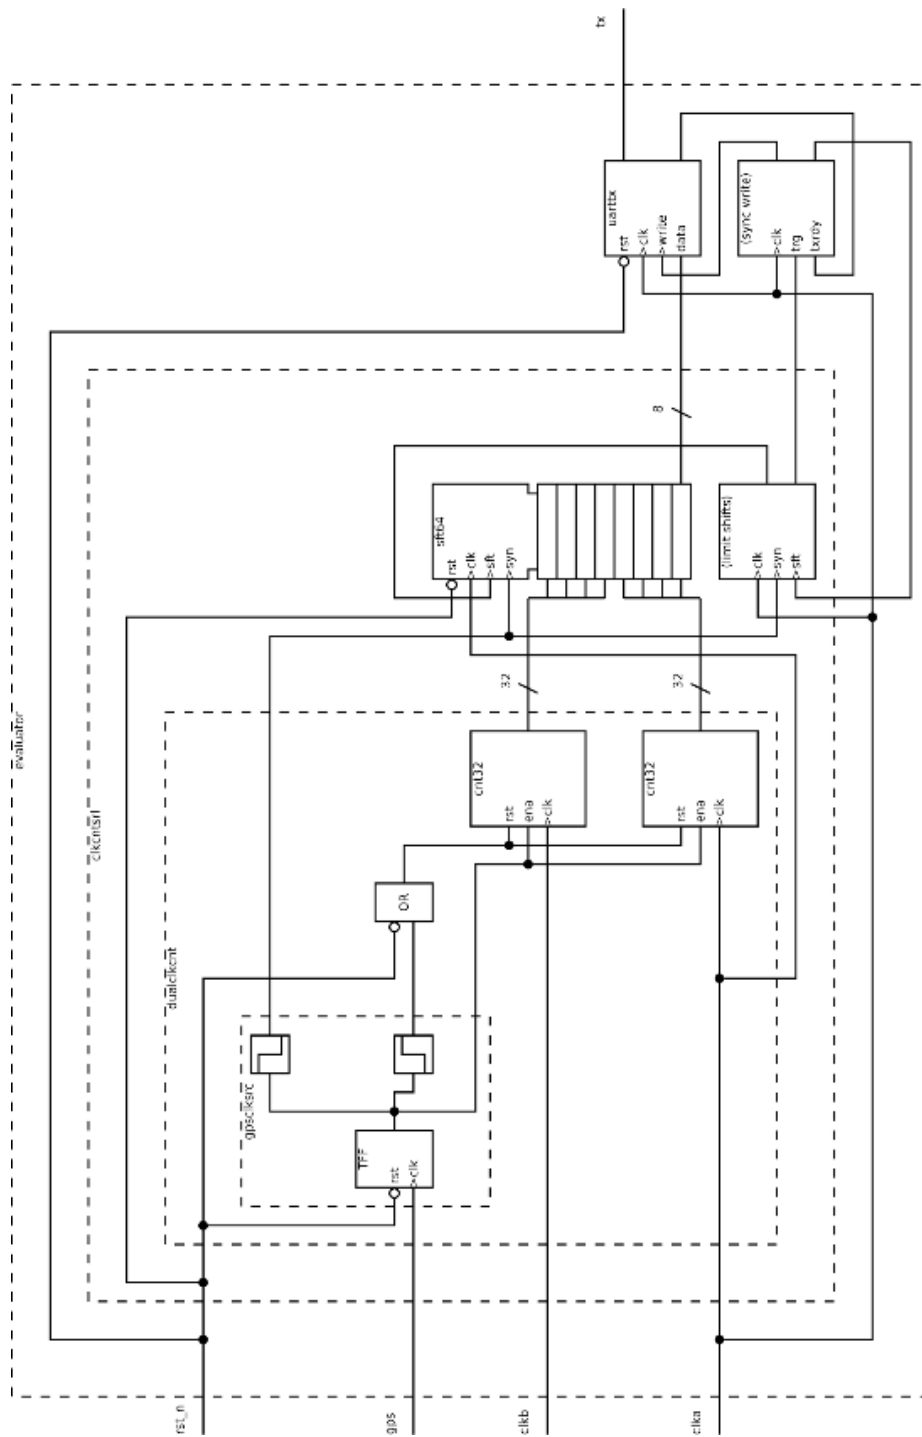 tx
evaluator
uarttx
rst
>clk
>write
data
(sync write)
>clk
trg
txrdy
8
clkcntsrl
sft64
rst
>clk
>sft
>syn
(limit shifts)
>clk
>syn
>sft
32
32
dualclkcnt
cnt32
rst
ena
>clk
cnt32
rst
ena
>clk
OR
gpsclksrc
TFF
rst
>clk
rst_n
gps
clkb
clka